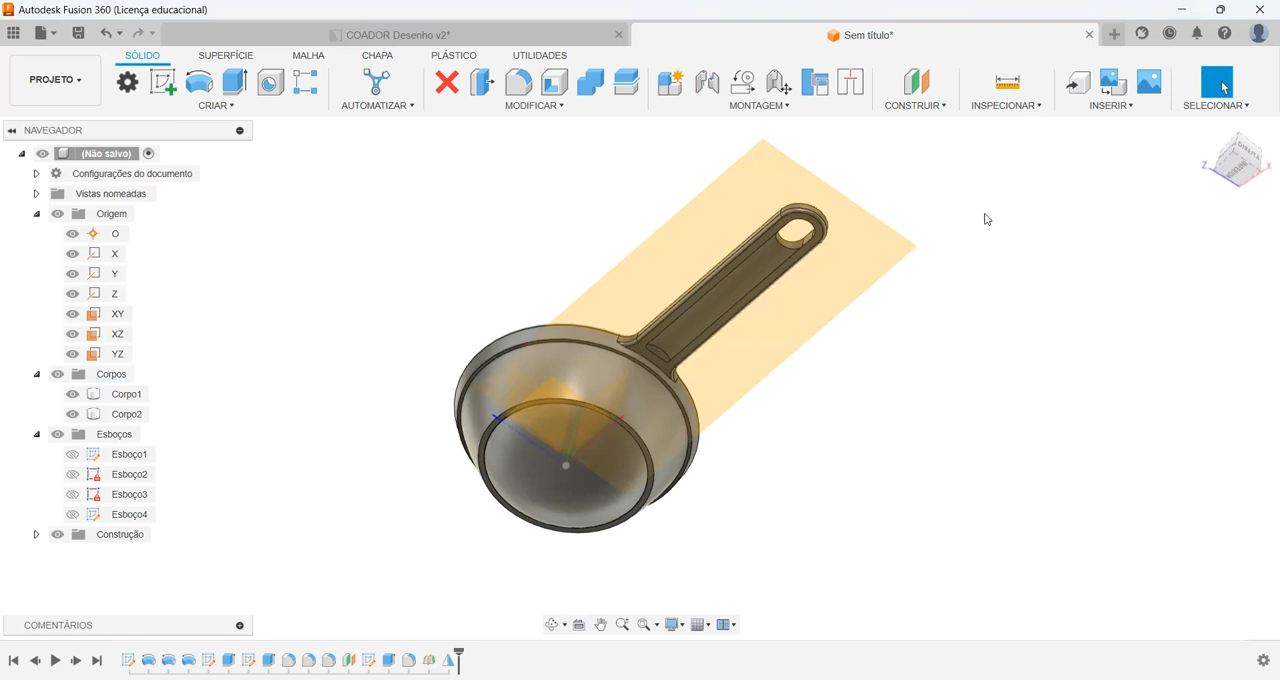 Autodesk Fusion 360 (Licença educacional)
COADOR Desenho v2*
Sem título*
PROJETO
SÓLIDO
SUPERFÍCIE
MALHA
CHAPA
PLÁSTICO
UTILIDADES
CRIAR
AUTOMATIZAR
MODIFICAR
MONTAGEM
CONSTRUIR
INSPECIONAR
INSERIR
SELECIONAR
NAVEGADOR
(Não salvo)
Configurações do documento
Vistas nomeadas
Origem
O
X
Y
Z
XY
XZ
YZ
Corpos
Corpo1
Corpo2
Esboços
Esboço1
Esboço2
Esboço3
Esboço4
Construção
Z
X
COMENTÁRIOS